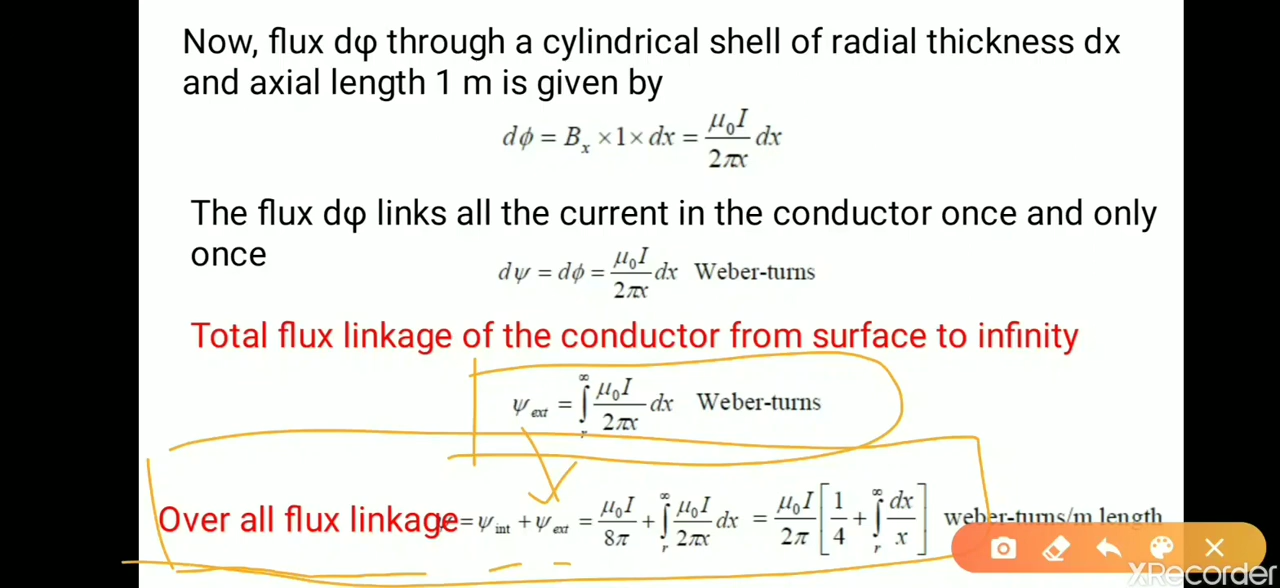 Now, flux dφ through a cylindrical shell of radial thickness dx
and axial length 1 m is given by
dϕ = Bₓ × 1 × dx = μ₀I / 2πx dx
The flux dφ links all the current in the conductor once and only
once
dψ = dϕ = μ₀I / 2πx dx Weber-turns
Total flux linkage of the conductor from surface to infinity
ψ_ext = ∫_r^∞ μ₀I / 2πx dx Weber-turns
Over all flux linkage = ψ_int + ψ_ext = μ₀I / 8π + ∫_r^∞ μ₀I / 2πx dx = μ₀I / 2π [1/4 + ∫_r^∞ dx/x] weber-turns/m length
XRecorder